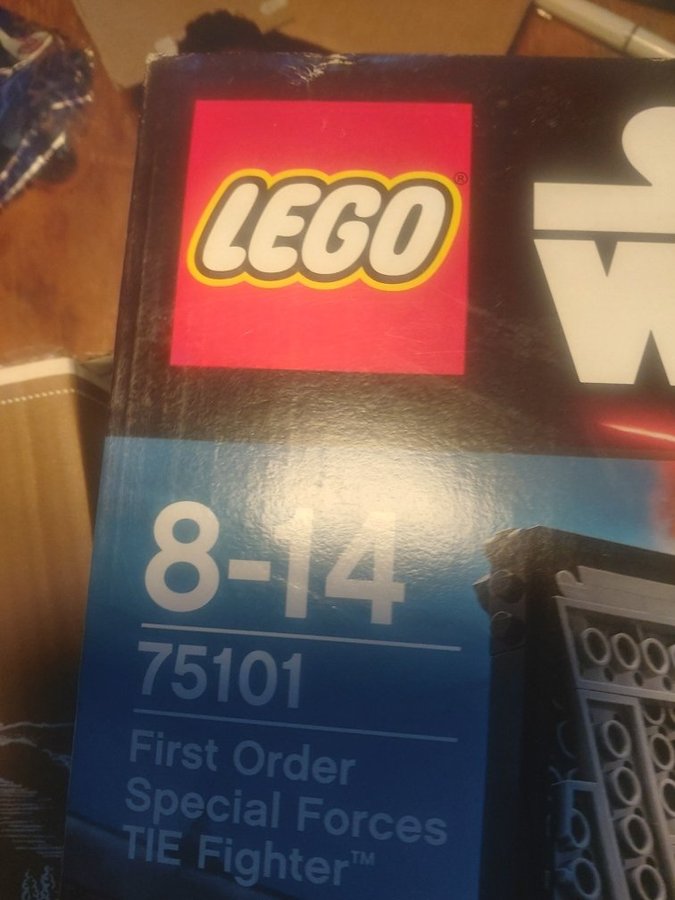 LEGO®
W
8-14
75101
First Order
Special Forces
TIE Fighter™